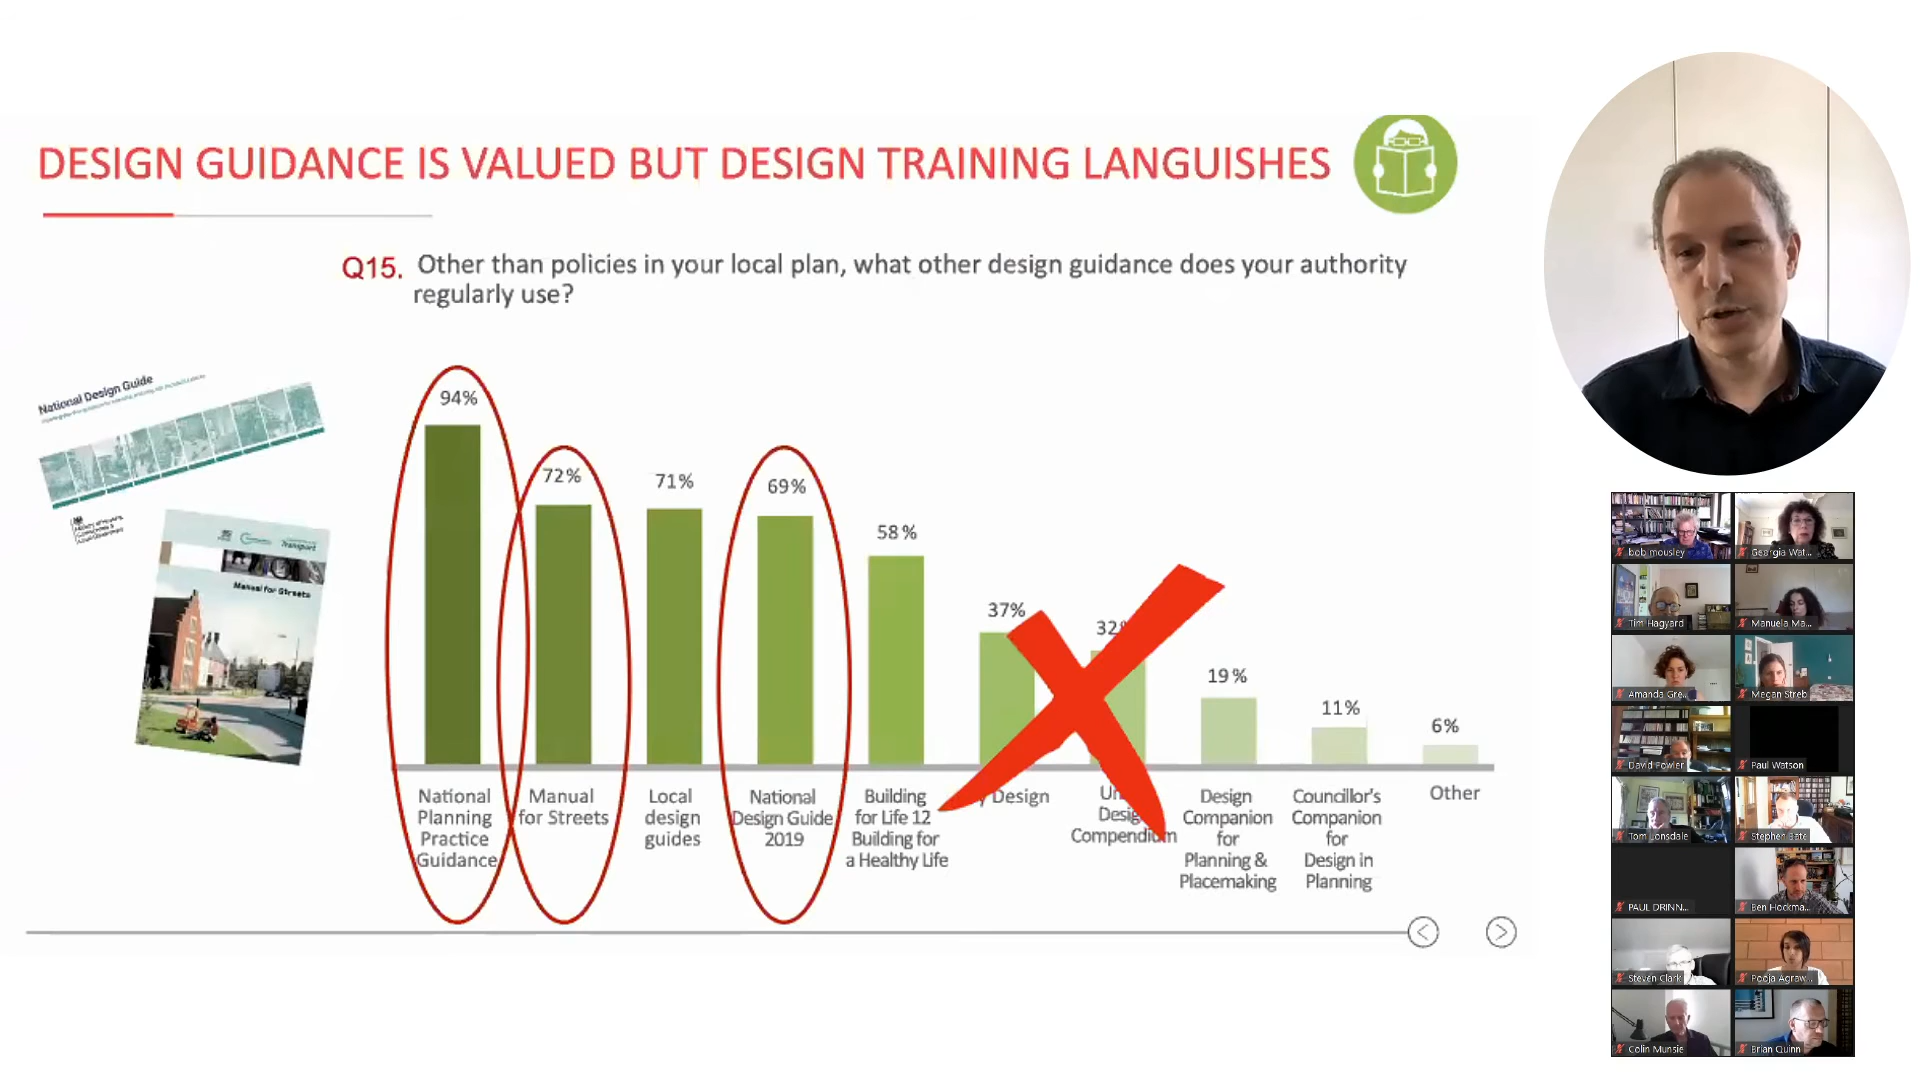 DESIGN GUIDANCE IS VALUED BUT DESIGN TRAINING LANGUISHES
Q15. Other than policies in your local plan, what other design guidance does your authority
regularly use?
National Design Guide
Manual for Streets
94%
72%
71%
69%
58%
37%
32
19%
11%
6%
National
Planning
Practice
Guidance
Manual
for Streets
Local
design
guides
National
Design Guide
2019
Building
for Life 12
Building for
a Healthy Life
y Design
Design
Compendium
Design
Companion
for
Planning &
Placemaking
Councillor's
Companion
for
Design in
Planning
Other
bob mousley
Georgia Wat...
Tim Hagyard
Manuela Ma...
Amanda Gre...
Megan Streb
David Fowler
Paul Watson
Tom Lonsdale
Stephen Bate
PAUL DRINN...
Ben Hockma...
Steven Clark
Pooja Agraw...
Colin Munsie
Brian Quinn